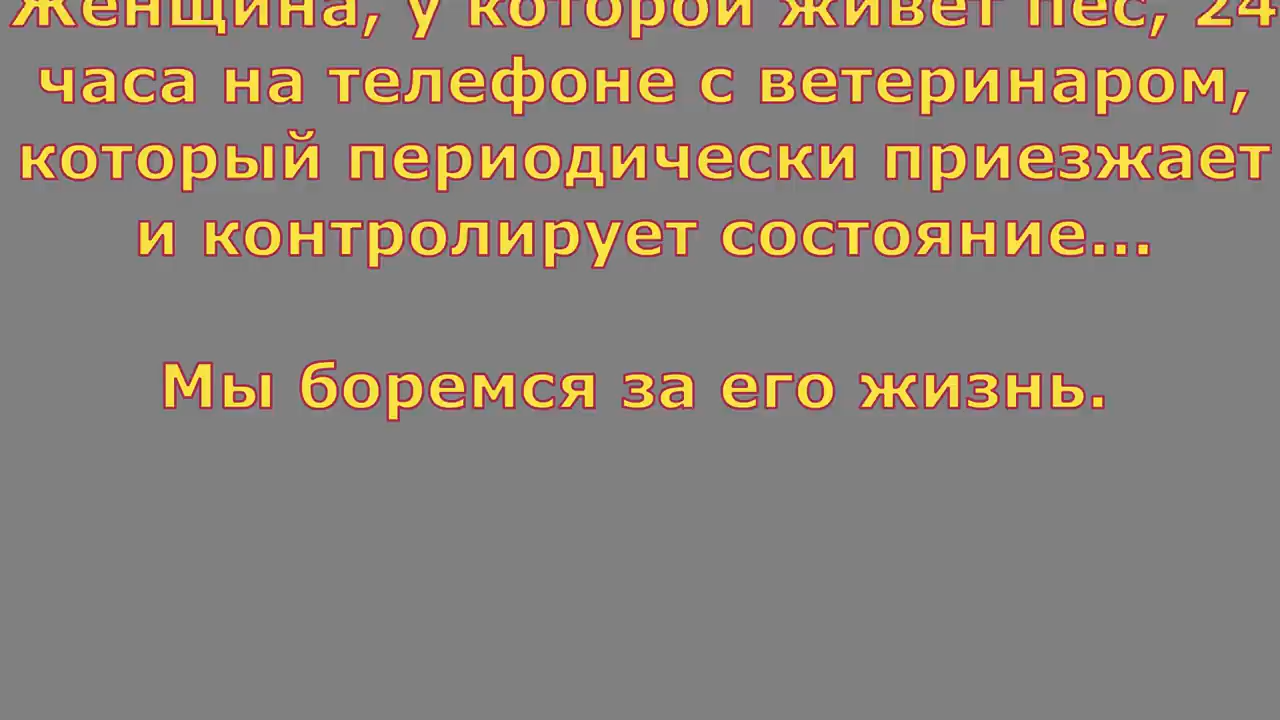 Женщина, у которой живет пес, 24
часа на телефоне с ветеринаром,
который периодически приезжает
и контролирует состояние...
Мы боремся за его жизнь.